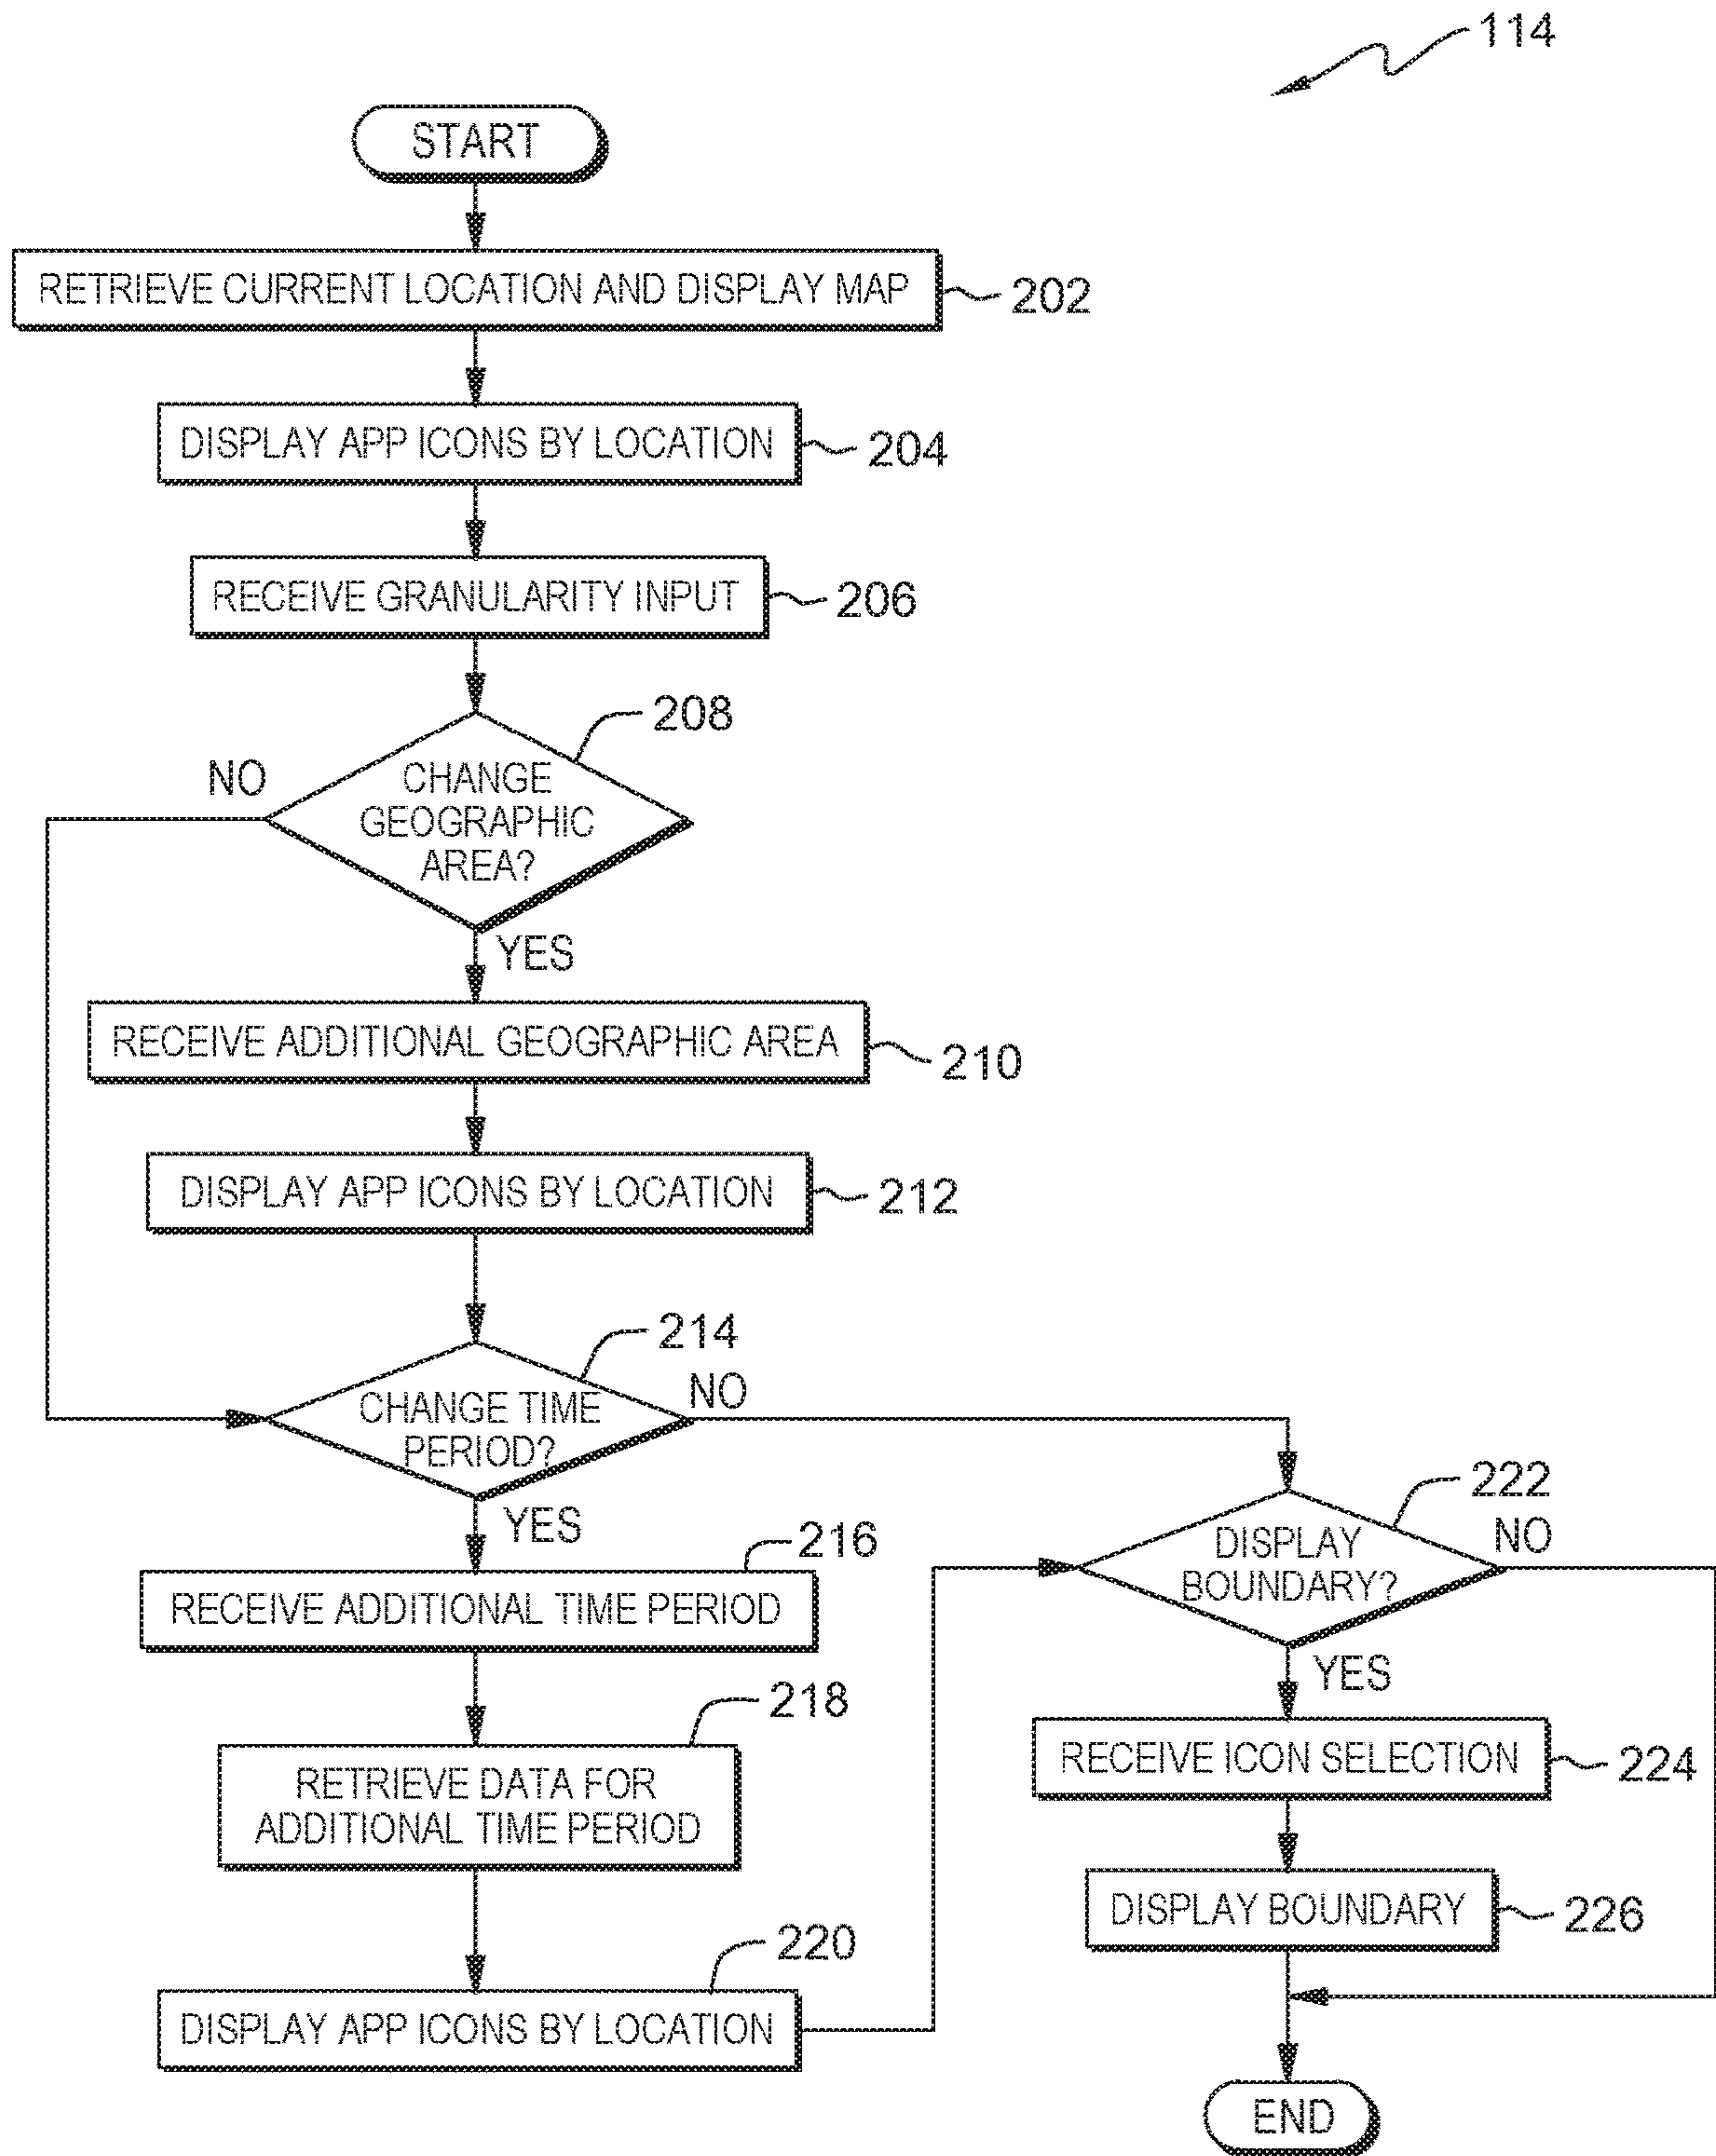 114
START
RETRIEVE CURRENT LOCATION AND DISPLAY MAP
202
DISPLAY APP ICONS BY LOCATION
204
RECEIVE GRANULARITY INPUT
206
208
NO
CHANGE
GEOGRAPHIC
AREA?
YES
RECEIVE ADDITIONAL GEOGRAPHIC AREA
210
DISPLAY APP ICONS BY LOCATION
212
214
NO
CHANGE TIME
PERIOD?
YES
216
RECEIVE ADDITIONAL TIME PERIOD
218
RETRIEVE DATA FOR
ADDITIONAL TIME PERIOD
220
DISPLAY APP ICONS BY LOCATION
222
NO
DISPLAY
BOUNDARY?
YES
RECEIVE ICON SELECTION
224
DISPLAY BOUNDARY
226
END